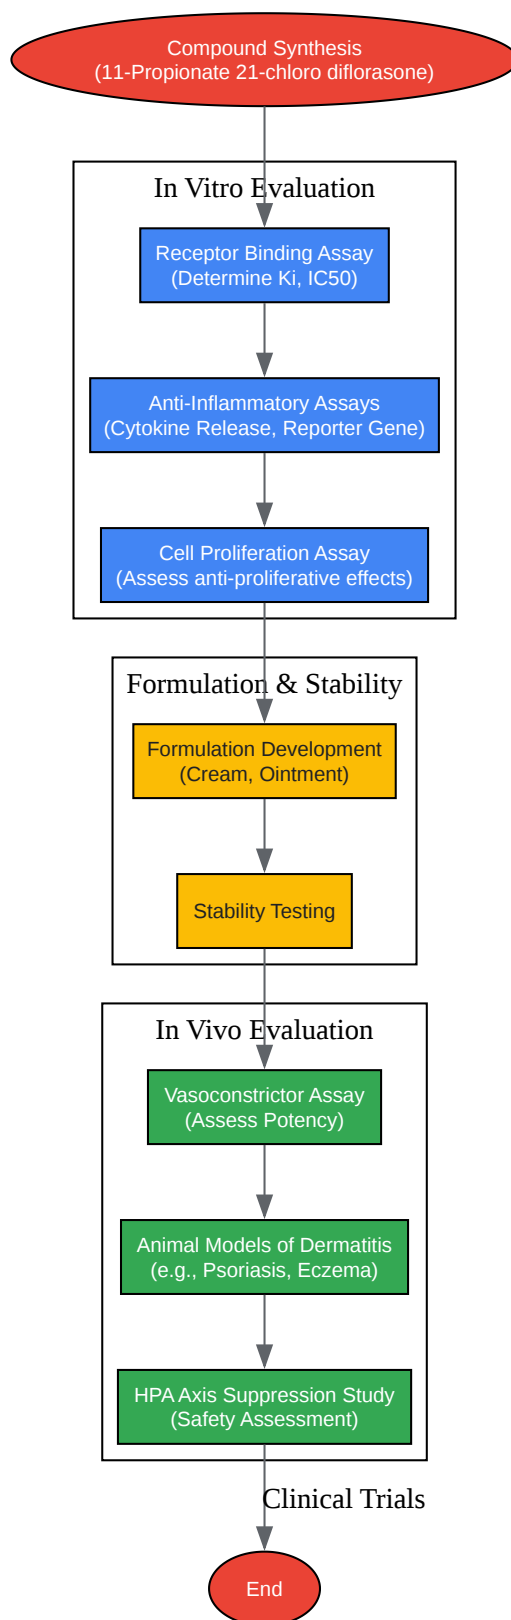 Compound Synthesis
(11-Propionate 21-chloro diflorasone)
In Vitro Evaluation
Receptor Binding Assay
(Determine Ki, IC50)
Anti-Inflammatory Assays
(Cytokine Release, Reporter Gene)
Cell Proliferation Assay
(Assess anti-proliferative effects)
Formulation & Stability
Formulation Development
(Cream, Ointment)
Stability Testing
In Vivo Evaluation
Vasoconstrictor Assay
(Assess Potency)
Animal Models of Dermatitis
(e.g., Psoriasis, Eczema)
HPA Axis Suppression Study
(Safety Assessment)
Clinical Trials
End